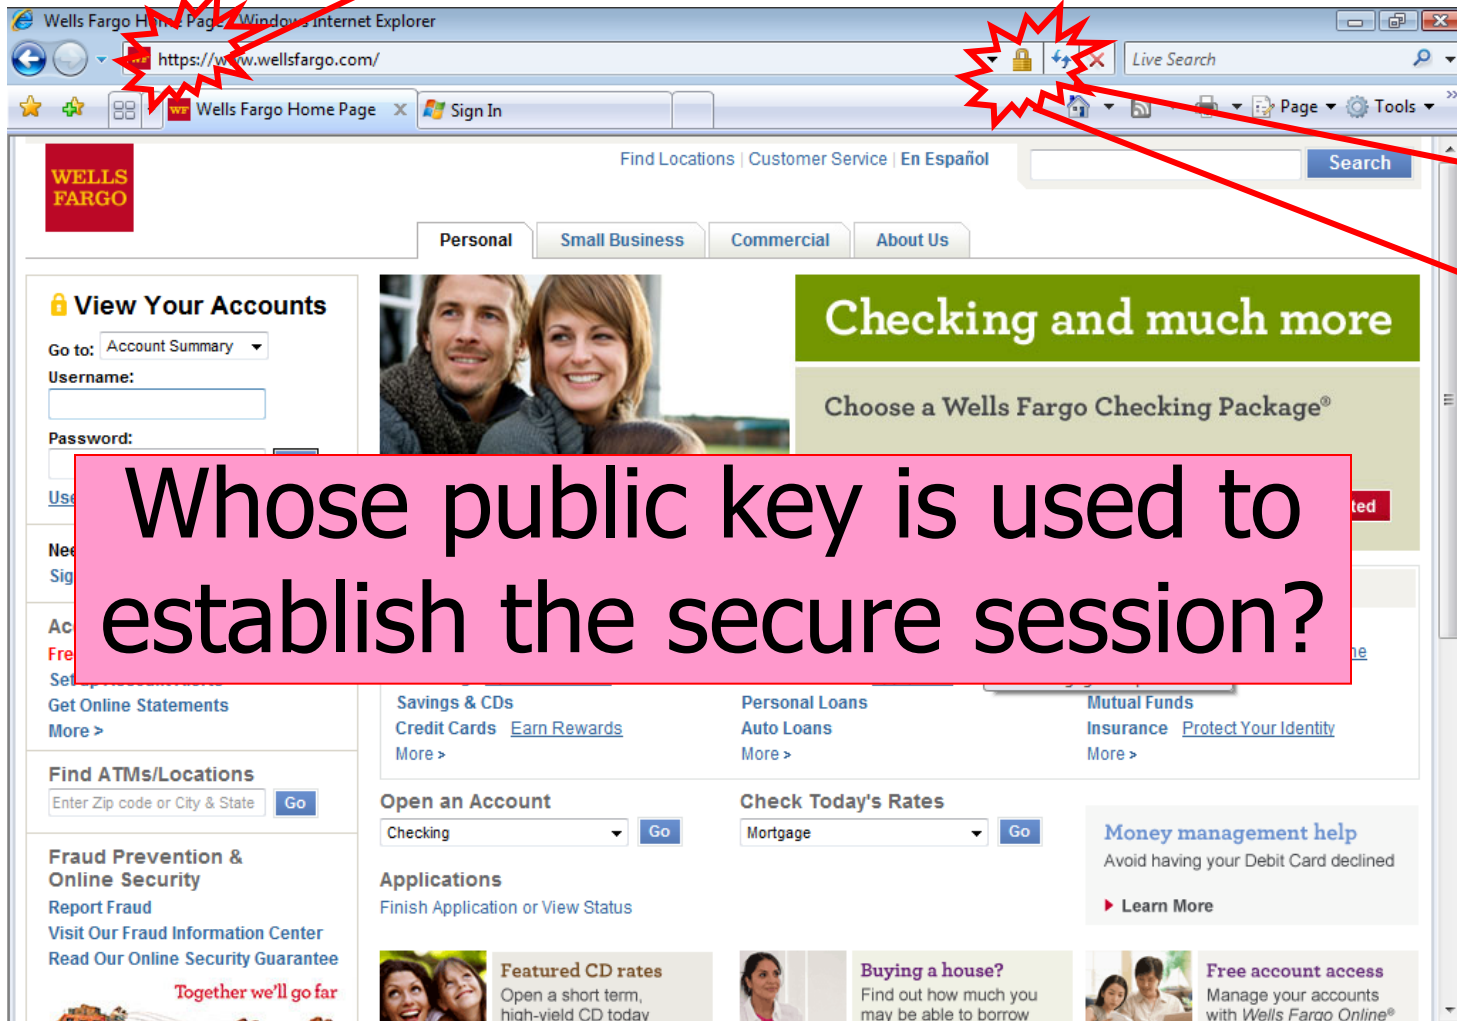 Wells Fargo Home Page - Windows Internet Explorer
https://www.wellsfargo.com/
Live Search
Wells Fargo Home Page
Sign In
Page
Tools
WELLS
FARGO
Find Locations | Customer Service | En Español
Search
Personal
Small Business
Commercial
About Us
View Your Accounts
Go to: Account Summary
Username:
Password:
Checking and much more
Choose a Wells Fargo Checking Package®
Whose public key is used to
establish the secure session?
Get Online Statements
More >
Find ATMs/Locations
Enter Zip code or City & State
Go
Fraud Prevention &
Online Security
Report Fraud
Visit Our Fraud Information Center
Read Our Online Security Guarantee
Together we'll go far
Savings & CDs
Credit Cards Earn Rewards
More >
Personal Loans
Auto Loans
More >
Mutual Funds
Insurance Protect Your Identity
More >
Open an Account
Checking
Go
Check Today's Rates
Mortgage
Go
Applications
Finish Application or View Status
Money management help
Avoid having your Debit Card declined
Learn More
Featured CD rates
Open a short term,
high-yield CD today
Buying a house?
Find out how much you
may be able to borrow
Free account access
Manage your accounts
with Wells Fargo Online®